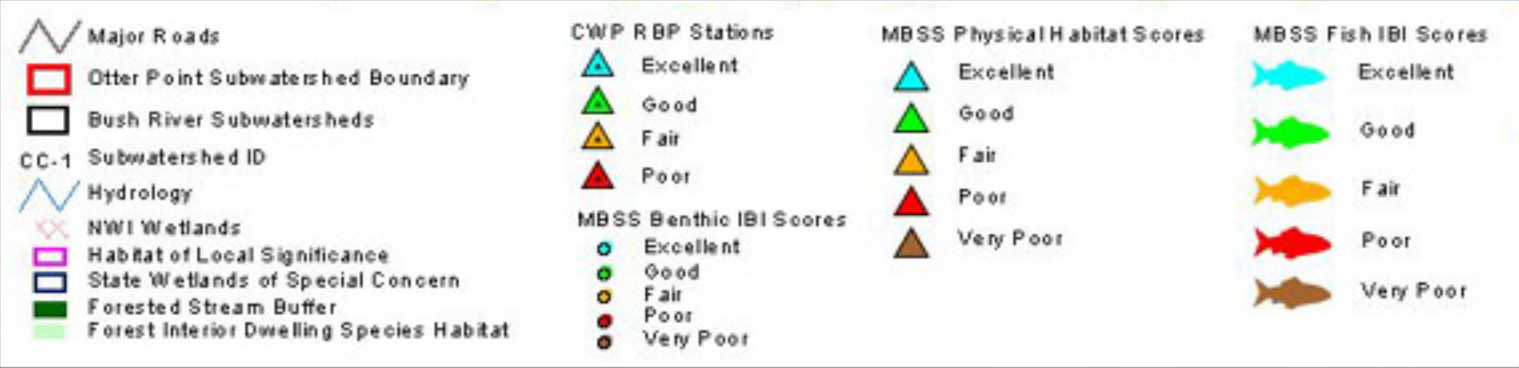 Major Roads
Otter Point Subwatershed Boundary
Bush River Subwatersheds
CC-1 Subwatershed ID
Hydrology
NWI Wetlands
Habitat of Local Significance
State Wetlands of Special Concern
Forested Stream Buffer
Forest Interior Dwelling Species Habitat
CWP RBP Stations
Excellent
Good
Fair
Poor
MBSS Benthic IBI Scores
Excellent
Good
Fair
Poor
Very Poor
MBSS Physical Habitat Scores
Excellent
Good
Fair
Poor
Very Poor
MBSS Fish IBI Scores
Excellent
Good
Fair
Poor
Very Poor